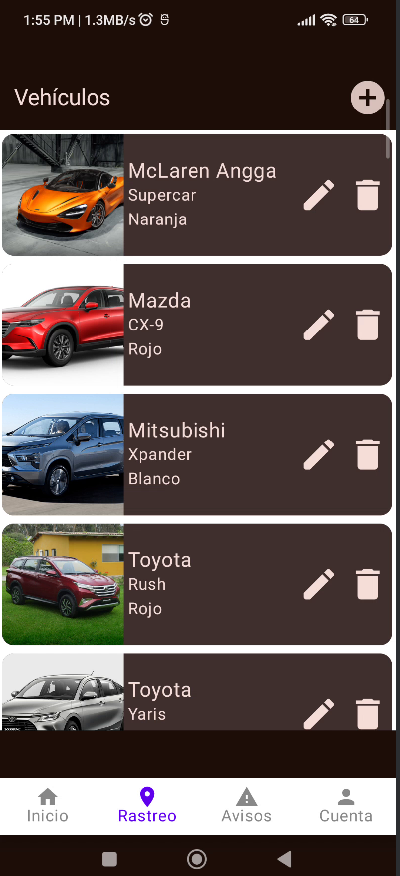 1:55 PM | 1.3MB/s
64
Vehículos
McLaren Angga
Supercar
Naranja
Mazda
CX-9
Rojo
Mitsubishi
Xpander
Blanco
Toyota
Rush
Rojo
Toyota
Yaris
Inicio
Rastreo
Avisos
Cuenta